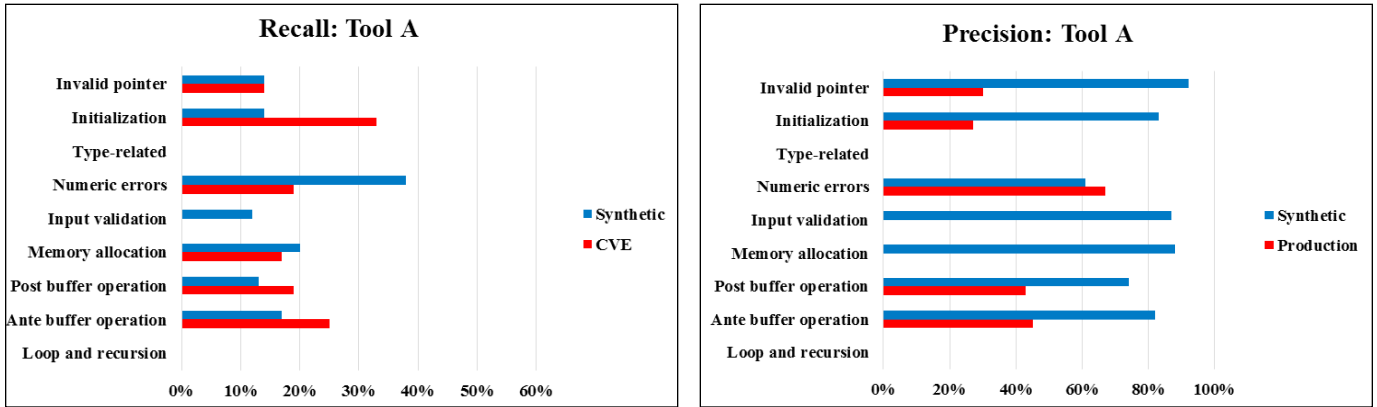 Recall: Tool A
Invalid pointer
Initialization
Type-related
Numeric errors
Input validation
Memory allocation
Post buffer operation
Ante buffer operation
Loop and recursion
0% 10% 20% 30% 40% 50% 60%
Synthetic
CVE
Precision: Tool A
Invalid pointer
Initialization
Type-related
Numeric errors
Input validation
Memory allocation
Post buffer operation
Ante buffer operation
Loop and recursion
0% 20% 40% 60% 80% 100%
Synthetic
Production